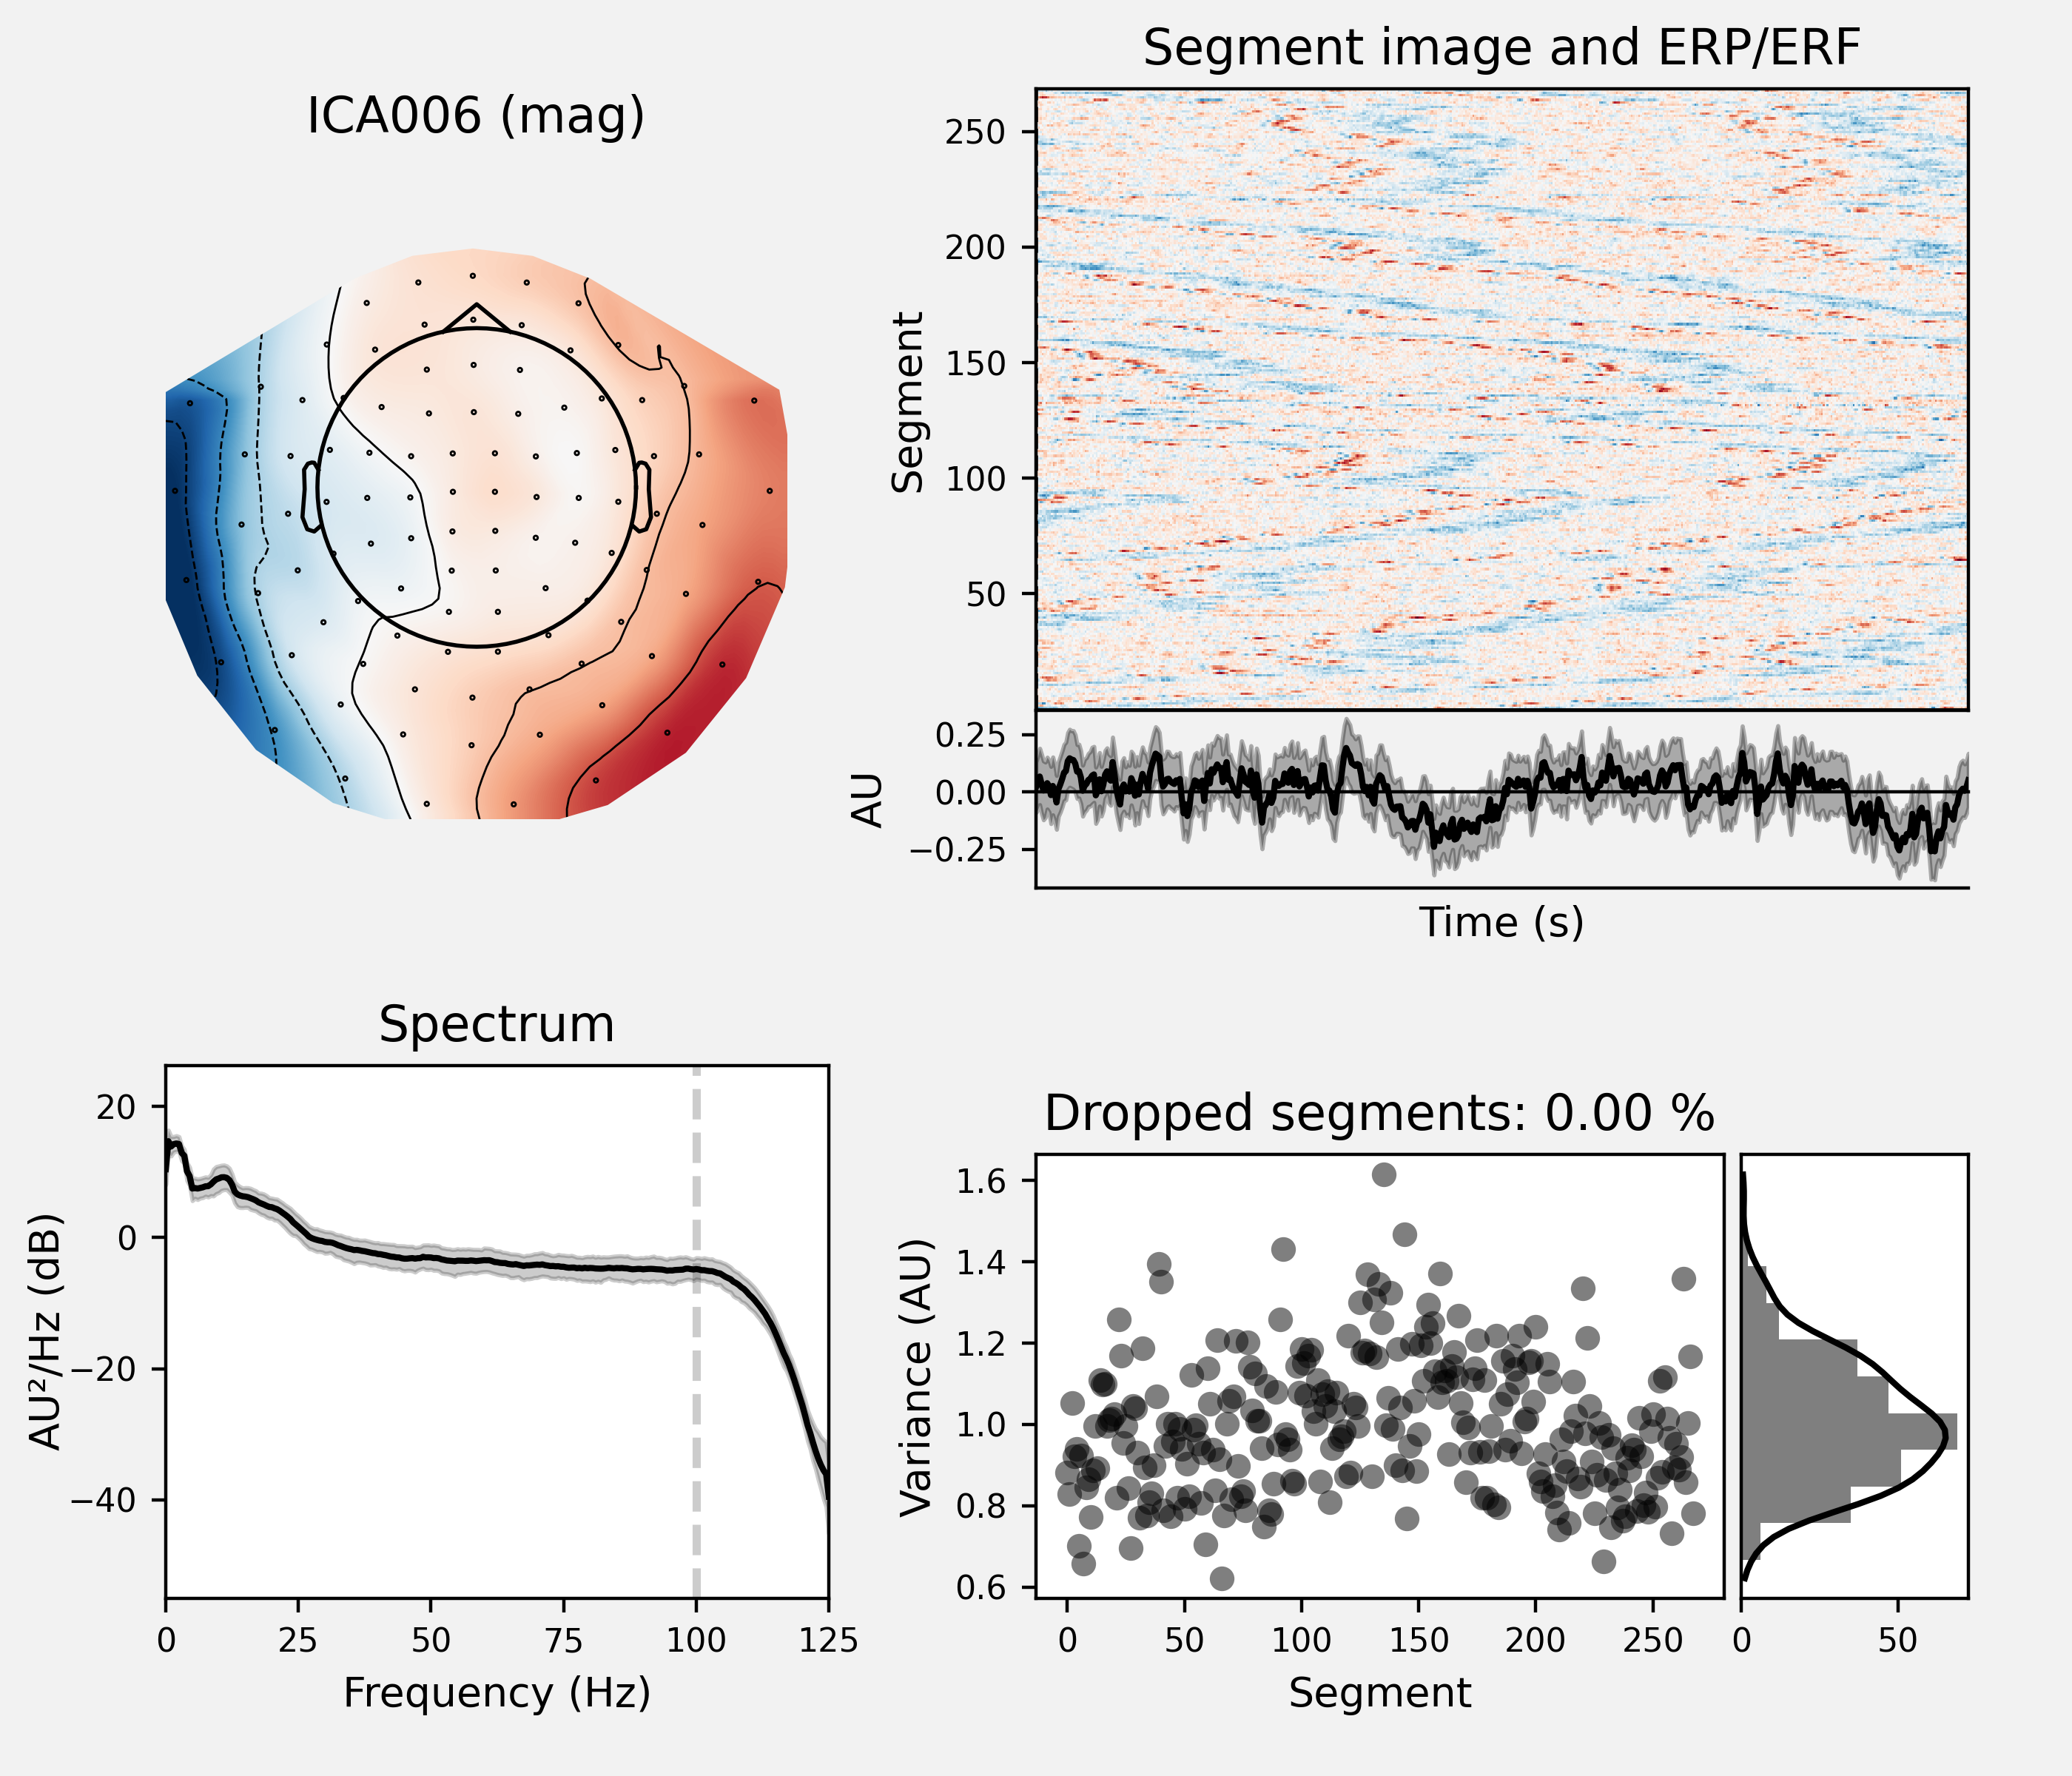 ICA006 (mag)
Segment image and ERP/ERF
Segment
250
200
150
100
50
AU
0.25
0.00
−0.25
Time (s)
Spectrum
AU²/Hz (dB)
20
0
−20
−40
0 25 50 75 100 125
Frequency (Hz)
Dropped segments: 0.00 %
Variance (AU)
1.6
1.4
1.2
1.0
0.8
0.6
0 50 100 150 200 250
Segment
0 50